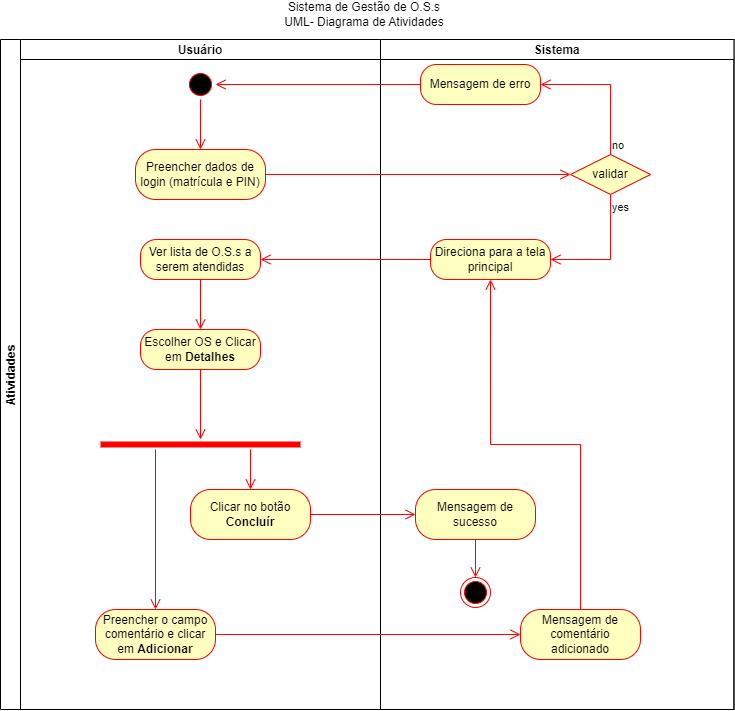 Sistema de Gestão de O.S.s
UML- Diagrama de Atividades
Usuário
Sistema
Atividades
Mensagem de erro
no
Preencher dados de
login (matrícula e PIN)
validar
yes
Ver lista de O.S.s a
serem atendidas
Direciona para a tela
principal
Escolher OS e Clicar
em Detalhes
Clicar no botão
Concluír
Mensagem de
sucesso
Preencher o campo
comentário e clicar
em Adicionar
Mensagem de
comentário
adicionado